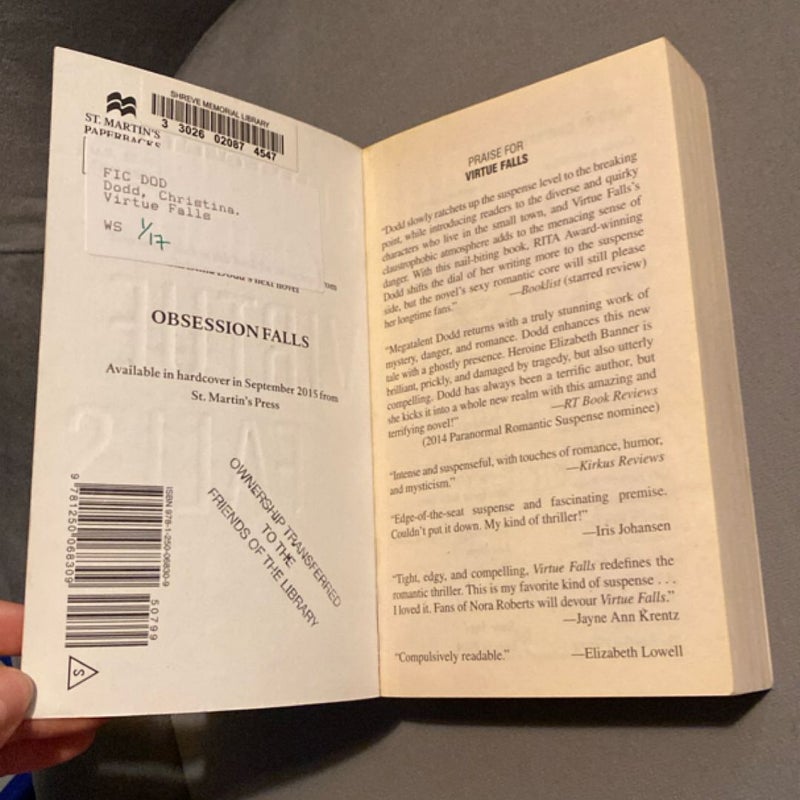 SHREVE MEMORIAL LIBRARY
3 3026 02087 4547
ST. MARTIN'S
PAPERBACKS
FIC DOD
Dodd, Christina.
Virtue Falls
WS 1/17
OBSESSION FALLS
Available in hardcover in September 2015 from
St. Martin's Press
OWNERSHIP TRANSFERRED
TO THE
FRIENDS OF THE LIBRARY
ISBN 978-1-250-06830-9
9 781250 068309
50799
S
PRAISE FOR
VIRTUE FALLS
"Dodd slowly ratchets up the suspense level to the breaking
point, while introducing readers to the diverse and quirky
characters who live in the small town, and Virtue Falls's
claustrophobic atmosphere adds to the menacing sense of
danger. With this nail-biting book, RITA Award-winning
Dodd shifts the dial of her writing more to the suspense
side, but the novel's sexy romantic core will still please
her longtime fans."
—Booklist (starred review)
"Megatalent Dodd returns with a truly stunning work of
mystery, danger, and romance. Dodd enhances this new
tale with a ghostly presence. Heroine Elizabeth Banner is
brilliant, prickly, and damaged by tragedy, but also utterly
compelling. Dodd has always been a terrific author, but
she kicks it into a whole new realm with this amazing and
terrifying novel!"
—RT Book Reviews
(2014 Paranormal Romantic Suspense nominee)
"Intense and suspenseful, with touches of romance, humor,
and mysticism."
—Kirkus Reviews
"Edge-of-the-seat suspense and fascinating premise.
Couldn't put it down. My kind of thriller!"
—Iris Johansen
"Tight, edgy, and compelling, Virtue Falls redefines the
romantic thriller. This is my favorite kind of suspense . . .
I loved it. Fans of Nora Roberts will devour Virtue Falls."
—Jayne Ann Krentz
"Compulsively readable."
—Elizabeth Lowell